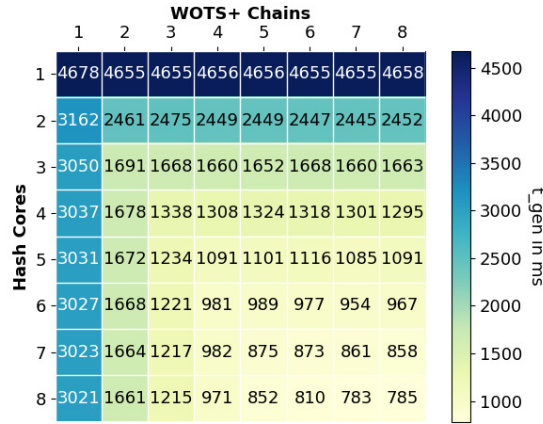 WOTS+ Chains
1 2 3 4 5 6 7 8
1 4678 4655 4655 4656 4656 4655 4655 4658
2 3162 2461 2475 2449 2449 2447 2445 2452
3 3050 1691 1668 1660 1652 1668 1660 1663
4 3037 1678 1338 1308 1324 1318 1301 1295
5 3031 1672 1234 1091 1101 1116 1085 1091
6 3027 1668 1221 981 989 977 954 967
7 3023 1664 1217 982 875 873 861 858
8 3021 1661 1215 971 852 810 783 785
Hash Cores
4500
4000
3500
3000
2500
2000
1500
1000
t_gen in ms